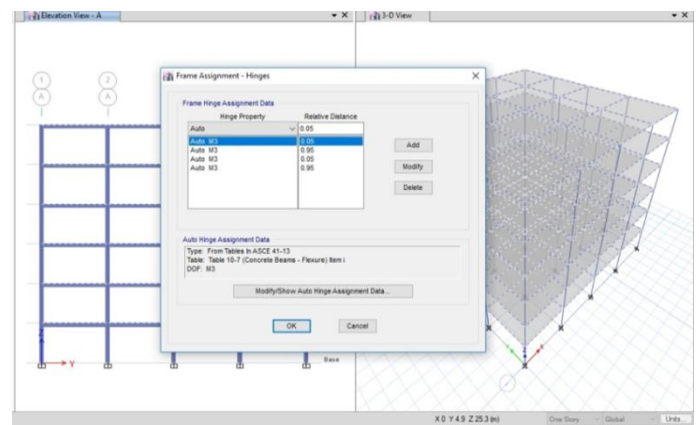 Elevation View - A
3-D View
1
2
A
A
Frame Assignment - Hinges
Frame Hinge Assignment Data
Hinge Property Relative Distance
Auto 0.05
Auto M3 0.05
Auto M3 0.95
Auto M3 0.05
Auto M3 0.95
Add
Modify
Delete
Auto Hinge Assignment Data
Type: From Tables In ASCE 41-13
Table: Table 10-7 (Concrete Beams - Flexure) Item i
DOF: M3
Modify/Show Auto Hinge Assignment Data...
OK Cancel
Y
Base
X 0 Y 4.9 Z 25.3 (m)
One Story Global Units...